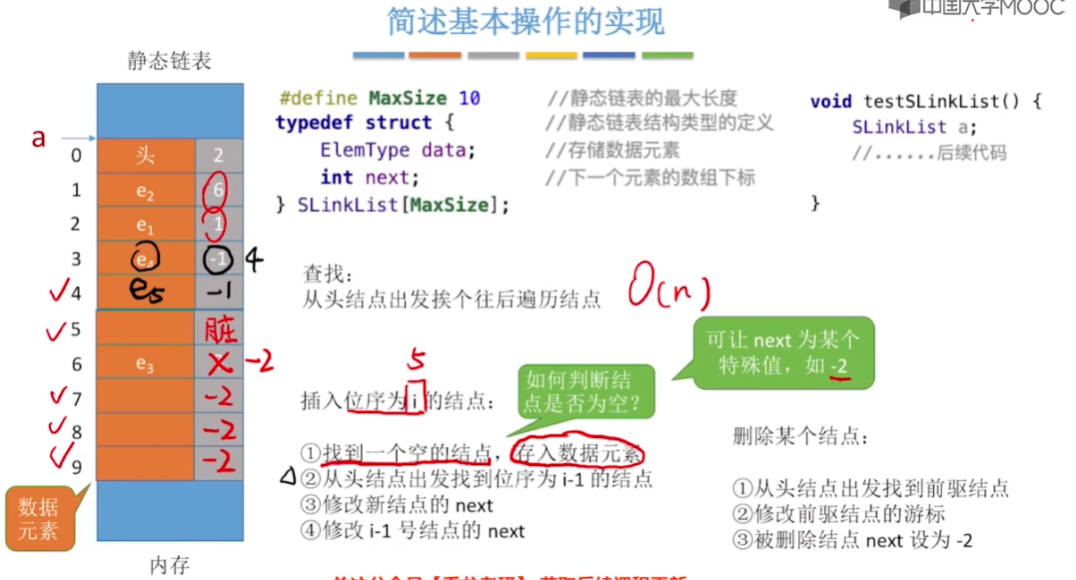 简述基本操作的实现
中国大学MOOC
静态链表
a
0 头 2
1 e2 6
2 e1 1
3 e4 -1 4
4 e5 -1
5 脏
6 e3 -2
7 -2
8 -2
9 -2
数据
元素
内存
#define MaxSize 10 //静态链表的最大长度
typedef struct { //静态链表结构类型的定义
ElemType data; //存储数据元素
int next; //下一个元素的数组下标
} SLinkList[MaxSize];
void testSLinkList() {
SLinkList a;
//......后续代码
}
查找：
从头结点出发挨个往后遍历结点 O(n)
可让 next 为某个
特殊值，如 -2
如何判断结
点是否为空？
5
插入位序为 i 的结点：
①找到一个空的结点，存入数据元素
②从头结点出发找到位序为 i-1 的结点
③修改新结点的 next
④修改 i-1 号结点的 next
删除某个结点：
①从头结点出发找到前驱结点
②修改前驱结点的游标
③被删除结点 next 设为 -2